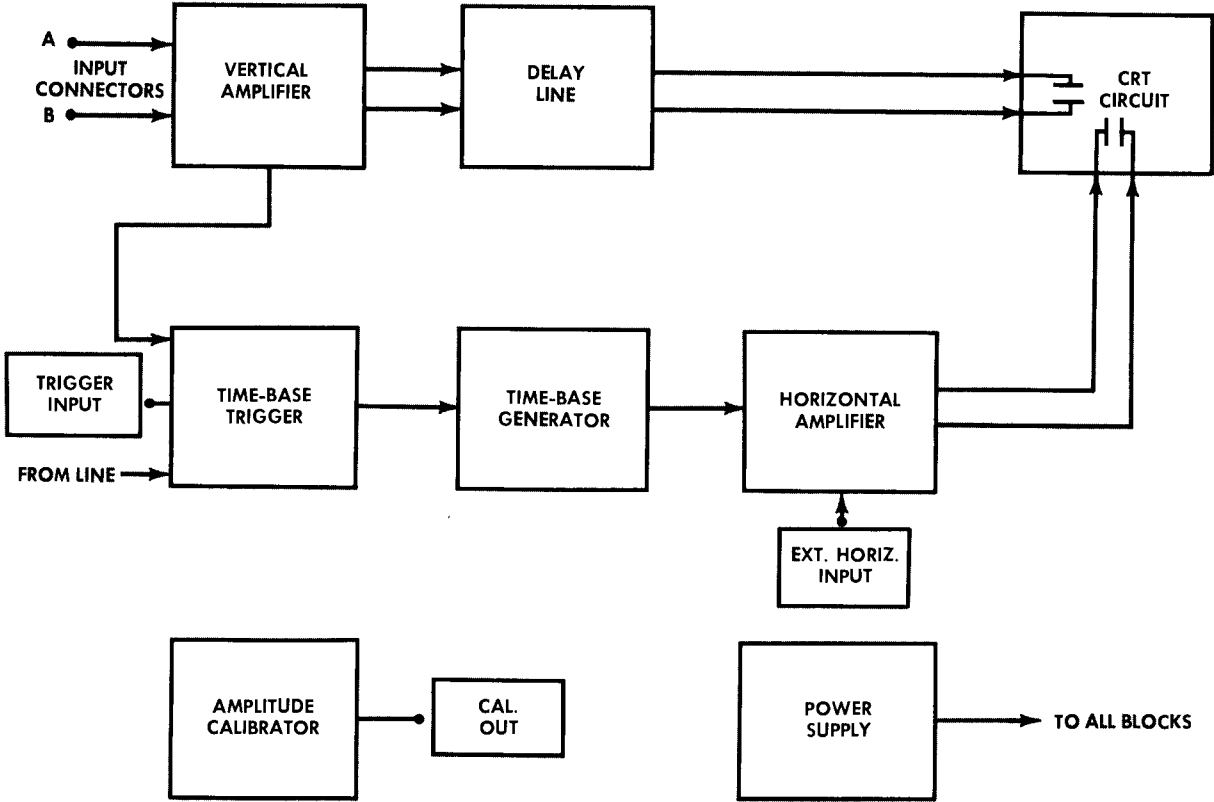 A
INPUT
CONNECTORS
B
VERTICAL
AMPLIFIER
DELAY
LINE
CRT
CIRCUIT
TRIGGER
INPUT
FROM LINE
TIME-BASE
TRIGGER
TIME-BASE
GENERATOR
HORIZONTAL
AMPLIFIER
EXT. HORIZ.
INPUT
AMPLITUDE
CALIBRATOR
CAL.
OUT
POWER
SUPPLY
TO ALL BLOCKS